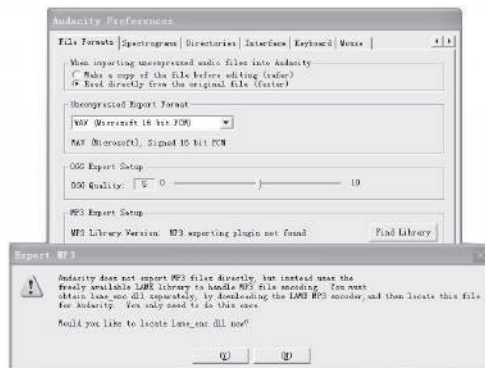 Audacity Preferences
File Formats Spectrograms Directories Interface Keyboard Mouse
When importing uncompressed audio files into Audacity
Make a copy of the file before editing (safer)
Read directly from the original file (faster)
Uncompressed Export Format
WAV (Microsoft 16 bit PCM)
WAV (Microsoft), Signed 16 bit PCM
OGG Export Setup
OGG Quality: 5 0 10
MP3 Export Setup
MP3 Library Version: MP3 exporting plugin not found Find Library
Export MP3
Audacity does not export MP3 files directly, but instead uses the
freely available LAME library to handle MP3 file encoding. You must
obtain lame_enc.dll separately, by downloading the LAME MP3 encoder, and then locate this file
for Audacity. You only need to do this once.
Would you like to locate lame_enc.dll now?
(Y) (N)